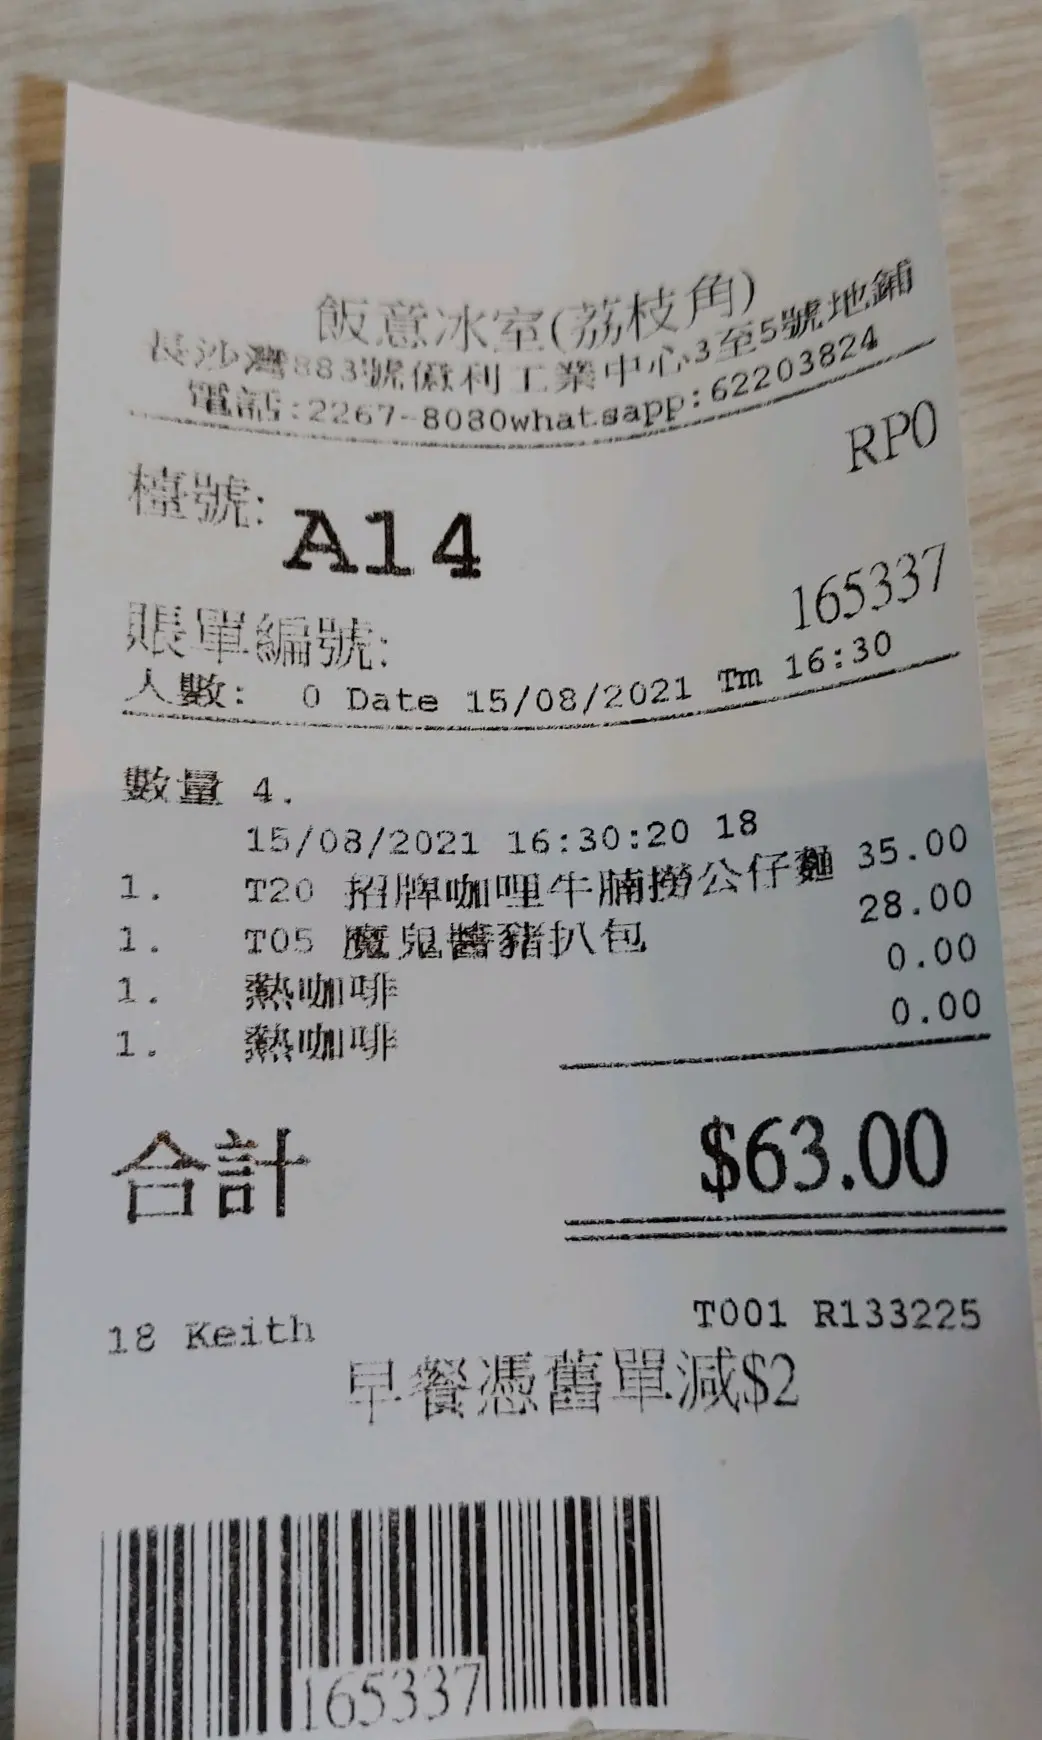 飯意冰室(荔枝角)
長沙灣883號億利工業中心3至5號地鋪
電話:2267-8080whatsapp:62203824
RP0
檯號: A14
賬單編號: 165337
人數: 0 Date 15/08/2021 Tm 16:30
數量 4.
15/08/2021 16:30:20 18
1. T20 招牌咖哩牛腩撈公仔麵 35.00
1. T05 魔鬼醬豬扒包 28.00
1. 熱咖啡 0.00
1. 熱咖啡 0.00
合計 $63.00
18 Keith T001 R133225
早餐憑舊單減$2
165337